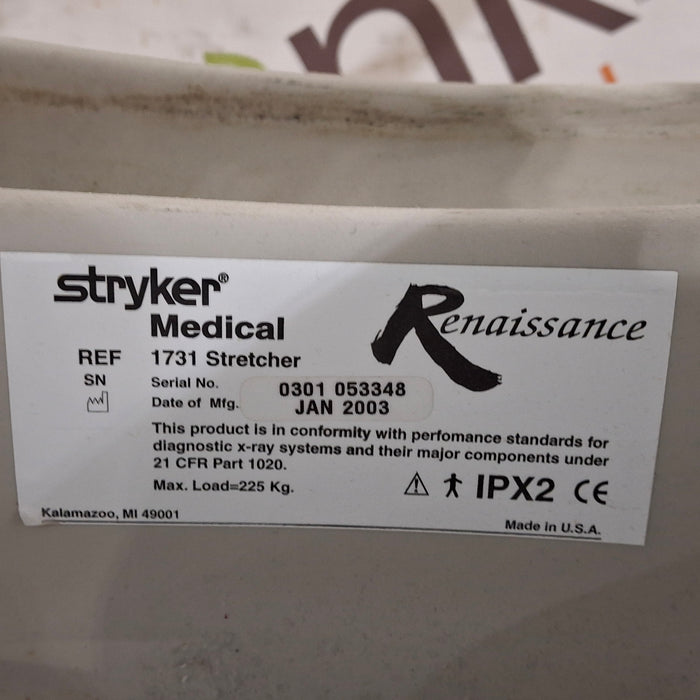 stryker®
Medical
Renaissance
REF 1731 Stretcher
SN Serial No. 0301 053348
Date of Mfg. JAN 2003
This product is in conformity with perfomance standards for
diagnostic x-ray systems and their major components under
21 CFR Part 1020.
Max. Load=225 Kg.
IPX2 CE
Kalamazoo, MI 49001
Made in U.S.A.